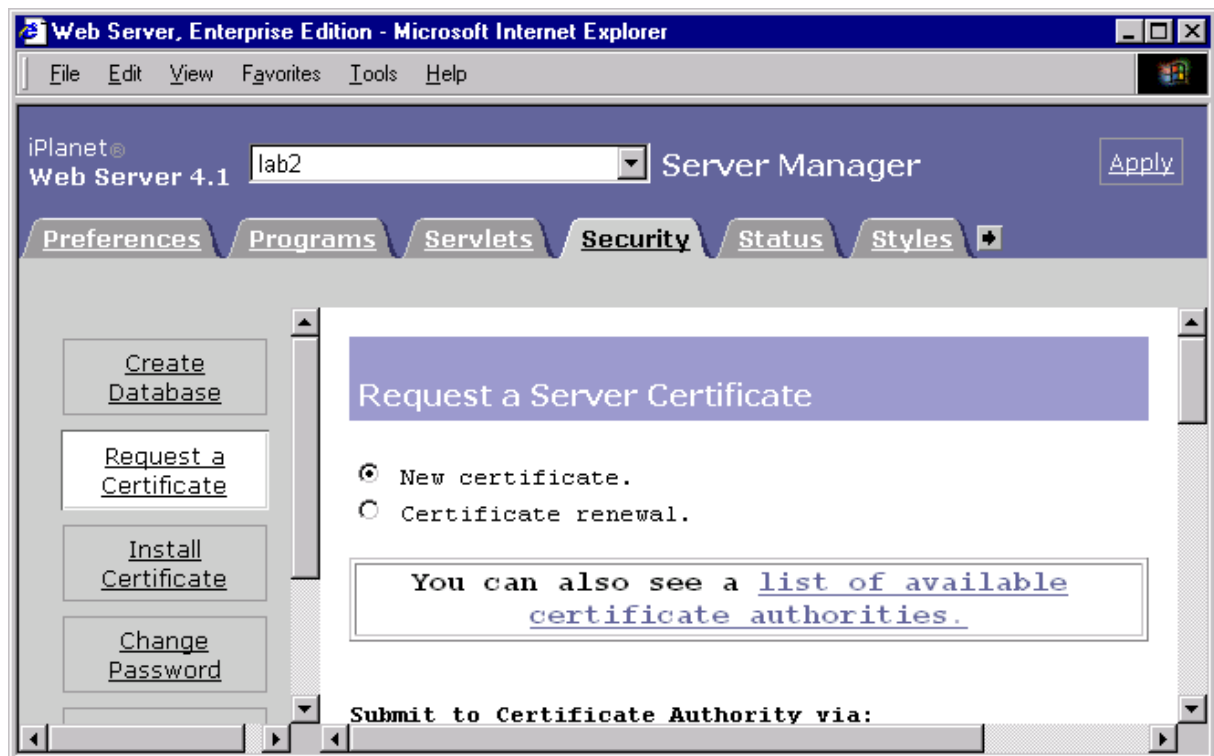 Web Server, Enterprise Edition - Microsoft Internet Explorer
File Edit View Favorites Tools Help
iPlanet®
Web Server 4.1 lab2 Server Manager Apply
Preferences Programs Servlets Security Status Styles
Create
Database
Request a
Certificate
Install
Certificate
Change
Password
Request a Server Certificate
New certificate.
Certificate renewal.
You can also see a list of available
certificate authorities.
Submit to Certificate Authority via: